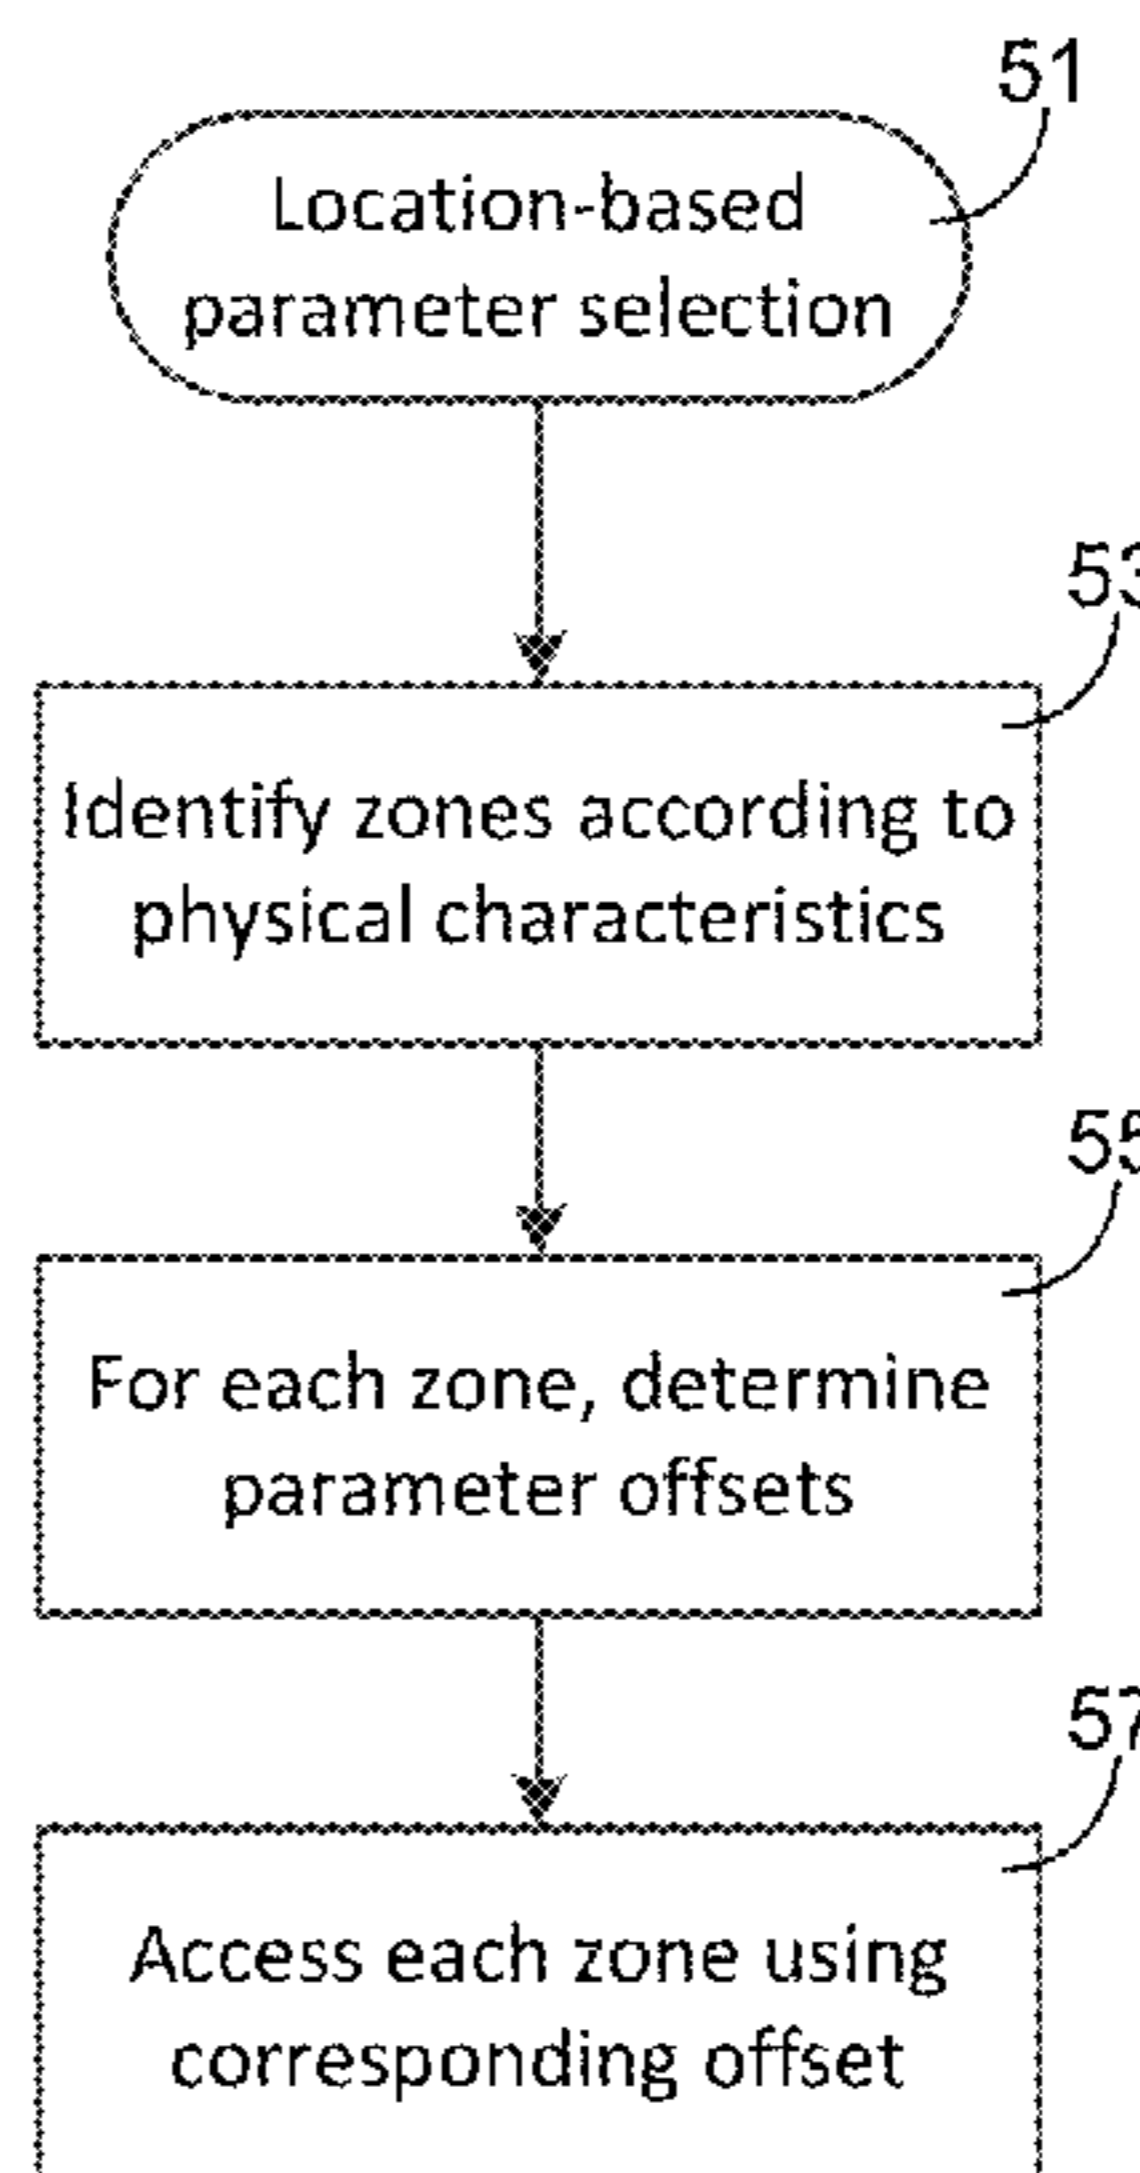 51
Location-based
parameter selection
53
Identify zones according to
physical characteristics
55
For each zone, determine
parameter offsets
57
Access each zone using
corresponding offset